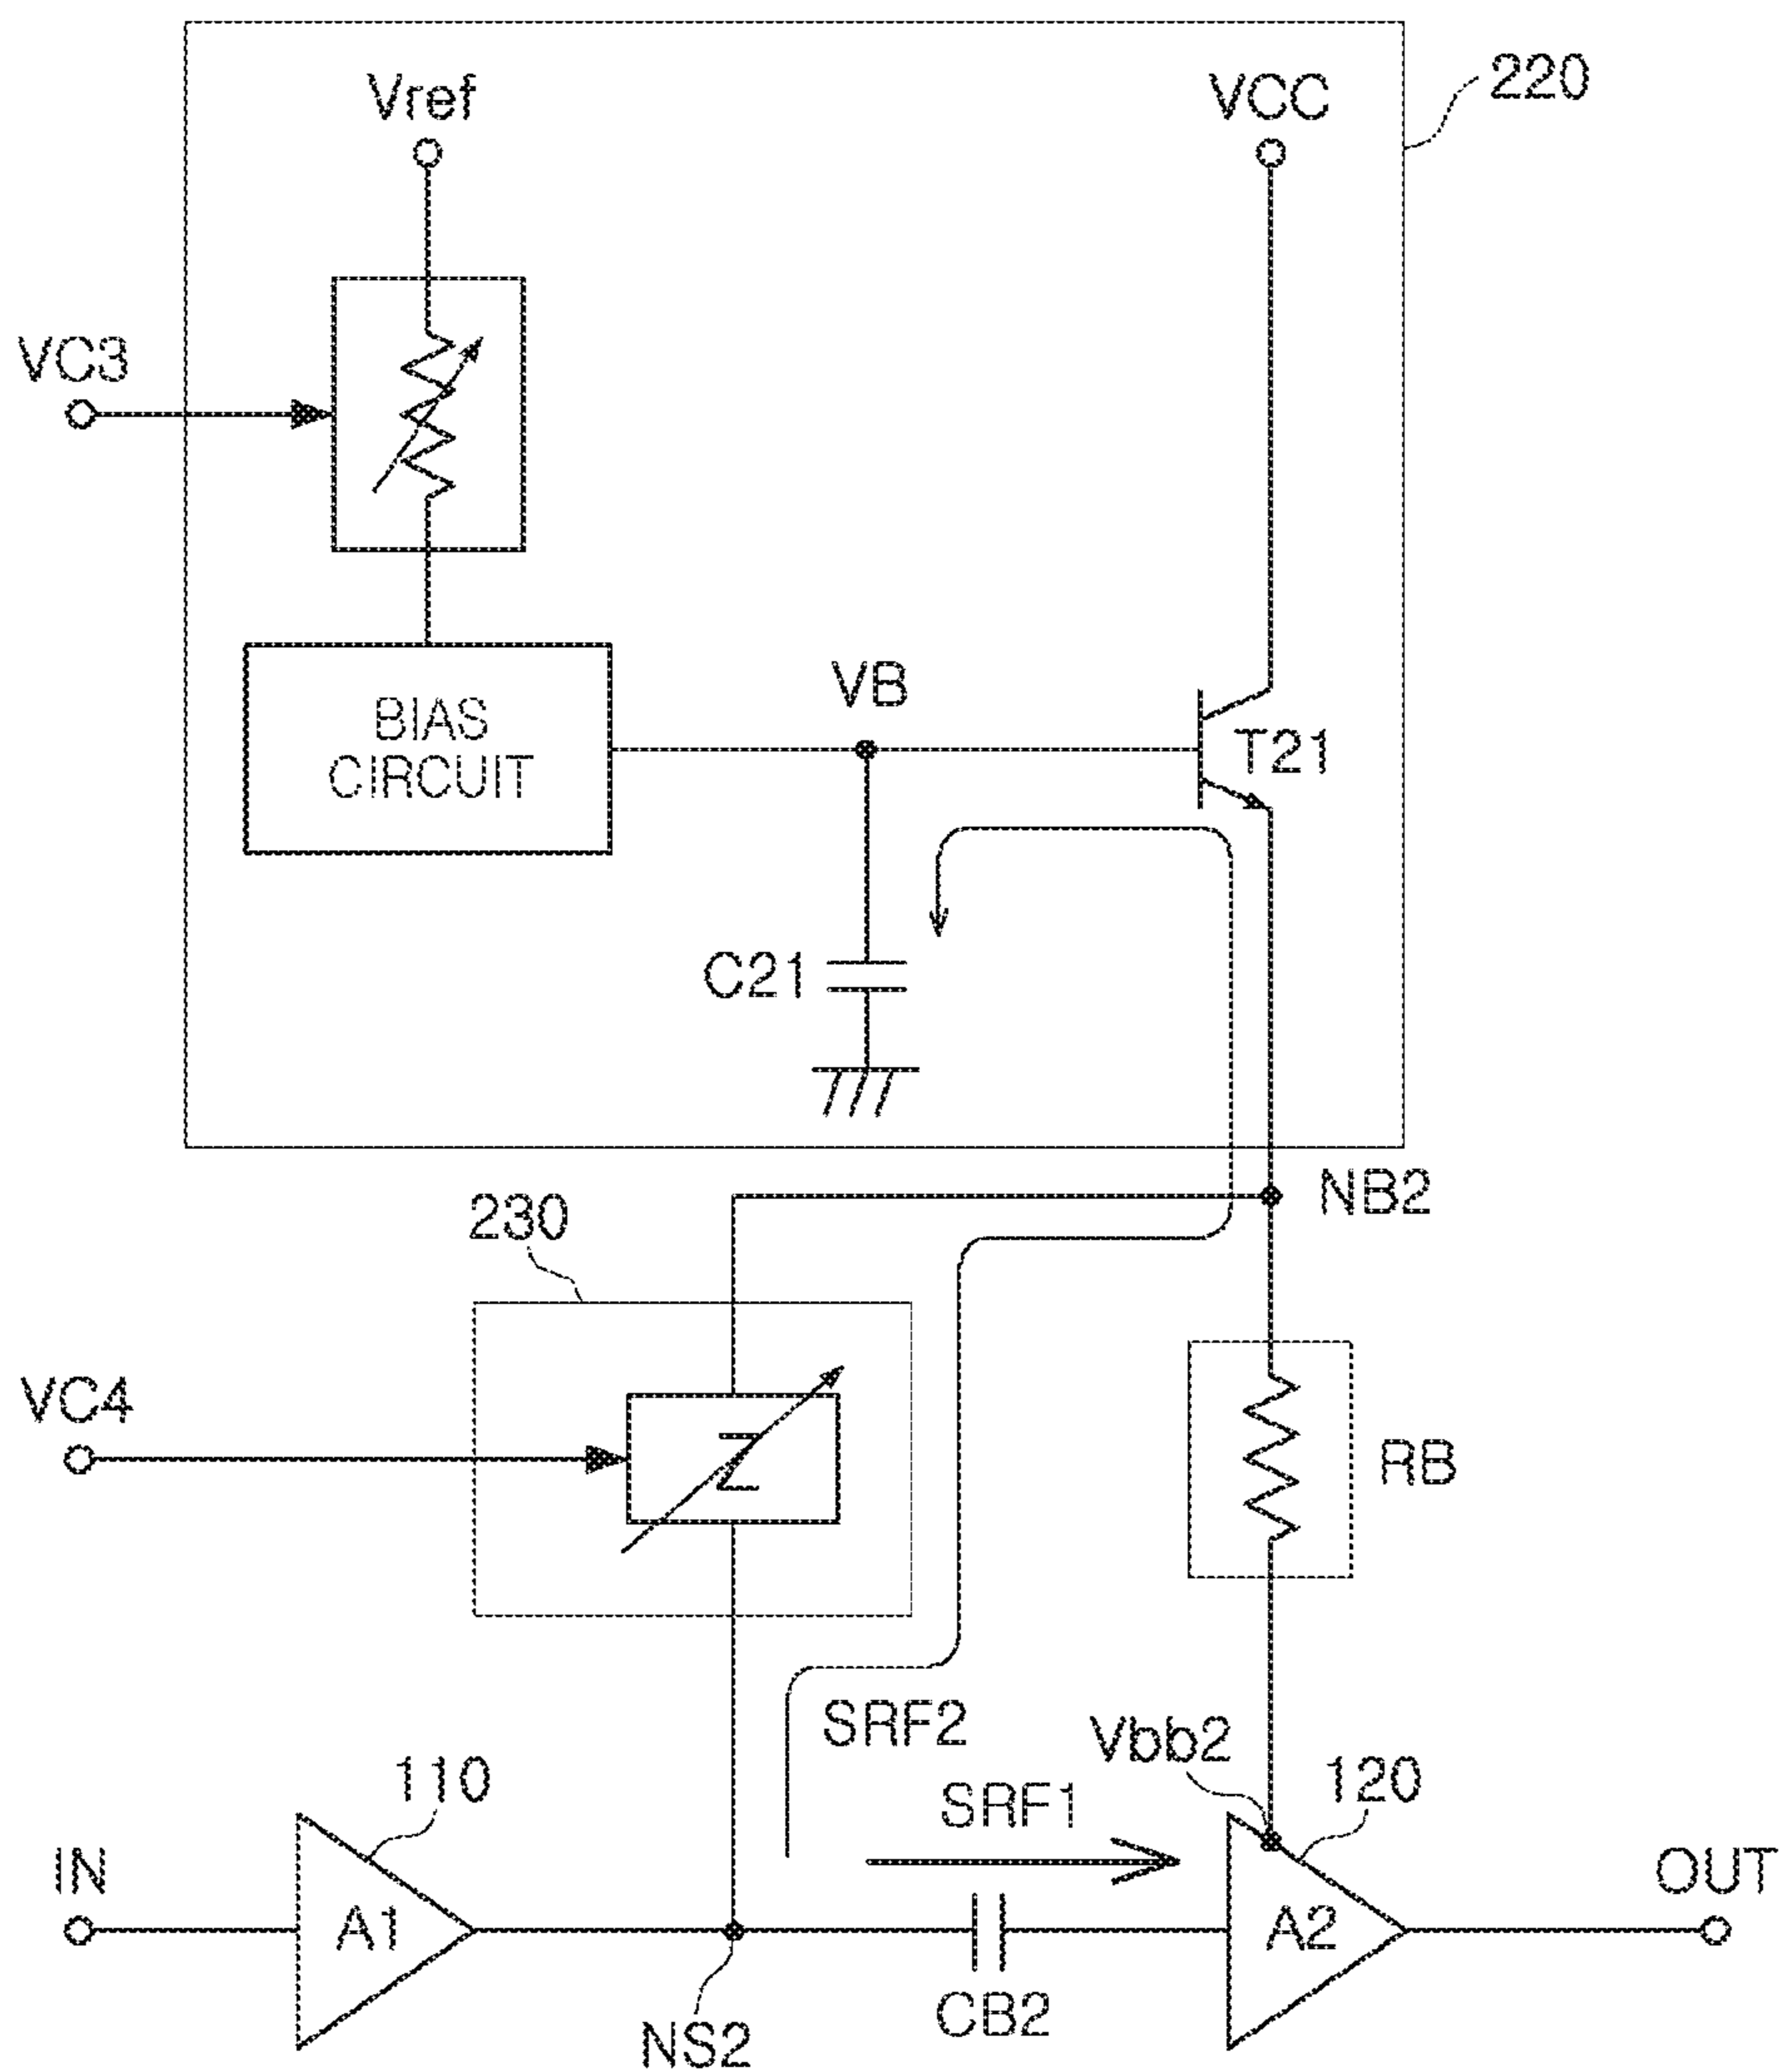 Vref
VCC
220
VC3
VB
BIAS
CIRCUIT
T21
C21
NB2
230
VC4
Z
RB
SRF2
Vbb2
110
SRF1
120
IN
A1
A2
OUT
CB2
NS2